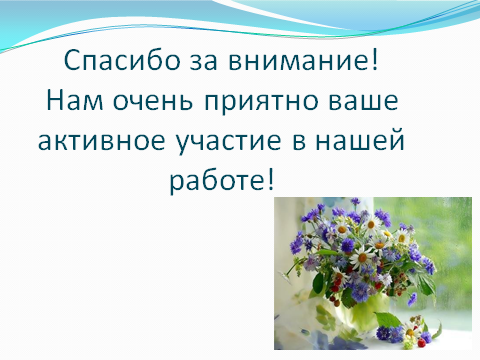 Спасибо за внимание!
Нам очень приятно ваше
активное участие в нашей
работе!